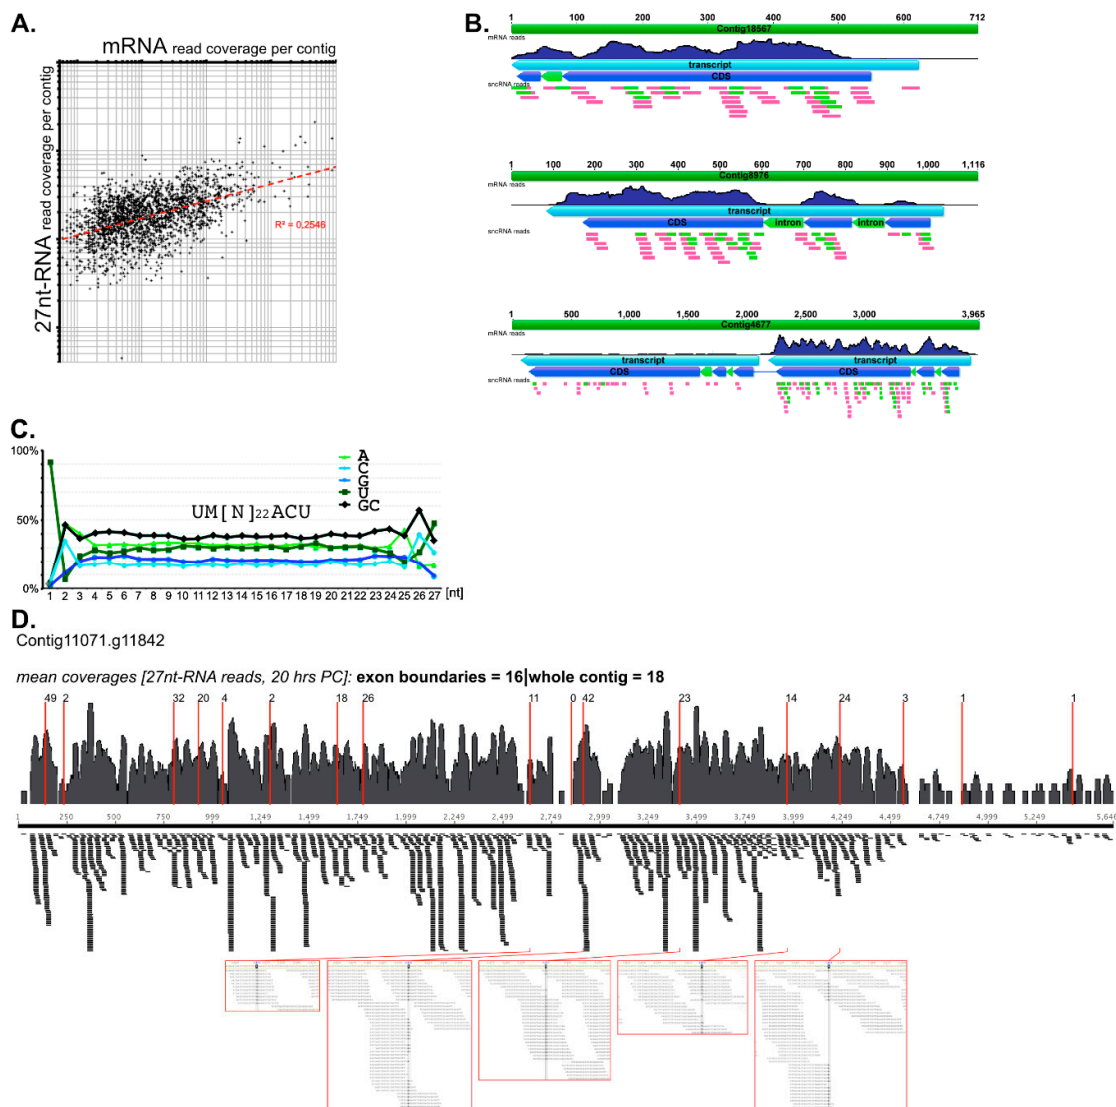 A.
mRNA read coverage per contig
27nt-RNA read coverage per contig
R² = 0,2546
B.
1 100 200 300 400 500 600 712
Contig18567
mRNA reads
transcript
CDS
sncRNA reads
1 100 200 300 400 500 600 700 800 900 1,000 1,116
Contig8976
mRNA reads
transcript
CDS Intron Intron
sncRNA reads
1 500 1,000 1,500 2,000 2,500 3,500 3,965
Contig4677
mRNA reads
transcript transcript
CDS CDS
sncRNA reads
C.
100%
50%
0%
A
C
G
U
GC
UM[N]₂₂ACU
1 2 3 4 5 6 7 8 9 10 11 12 13 14 15 16 17 18 19 20 21 22 23 24 25 26 27 [nt]
D.
Contig11071.g11842
mean coverages [27nt-RNA reads, 20 hrs PC]: exon boundaries = 16|whole contig = 18
49 2 32 20 4 2 18 26 11 0 42 23 14 24 3 1 1
1 250 500 750 999 1,249 1,499 1,749 1,999 2,249 2,499 2,749 2,999 3,249 3,499 3,749 3,999 4,249 4,499 4,749 4,999 5,249 5,646